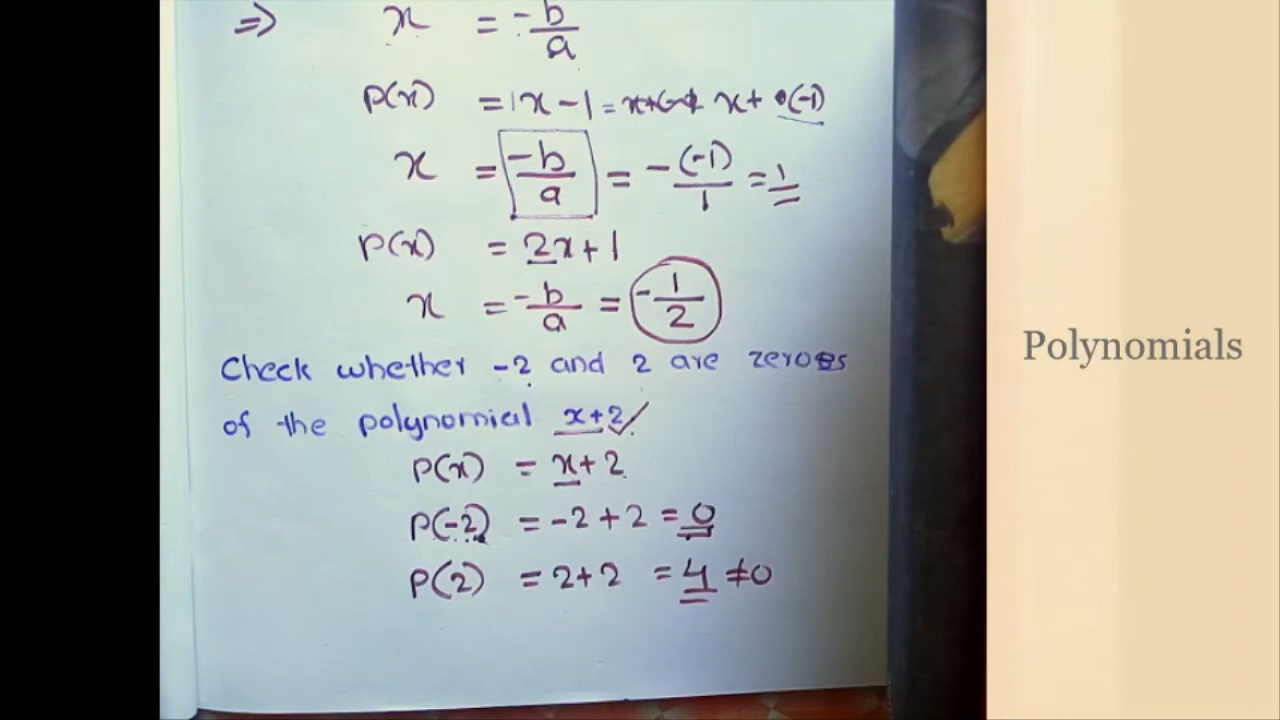 ⇒ x = -b/a
P(x) = 1x - 1 = x + •(-1)
x = -b/a = -(-1)/1 = 1
P(x) = 2x + 1
x = -b/a = -1/2
Check whether -2 and 2 are zeroes
of the polynomial x+2 ✓
P(x) = x+2
P(-2) = -2+2 = 0
P(2) = 2+2 = 4 ≠0
Polynomials